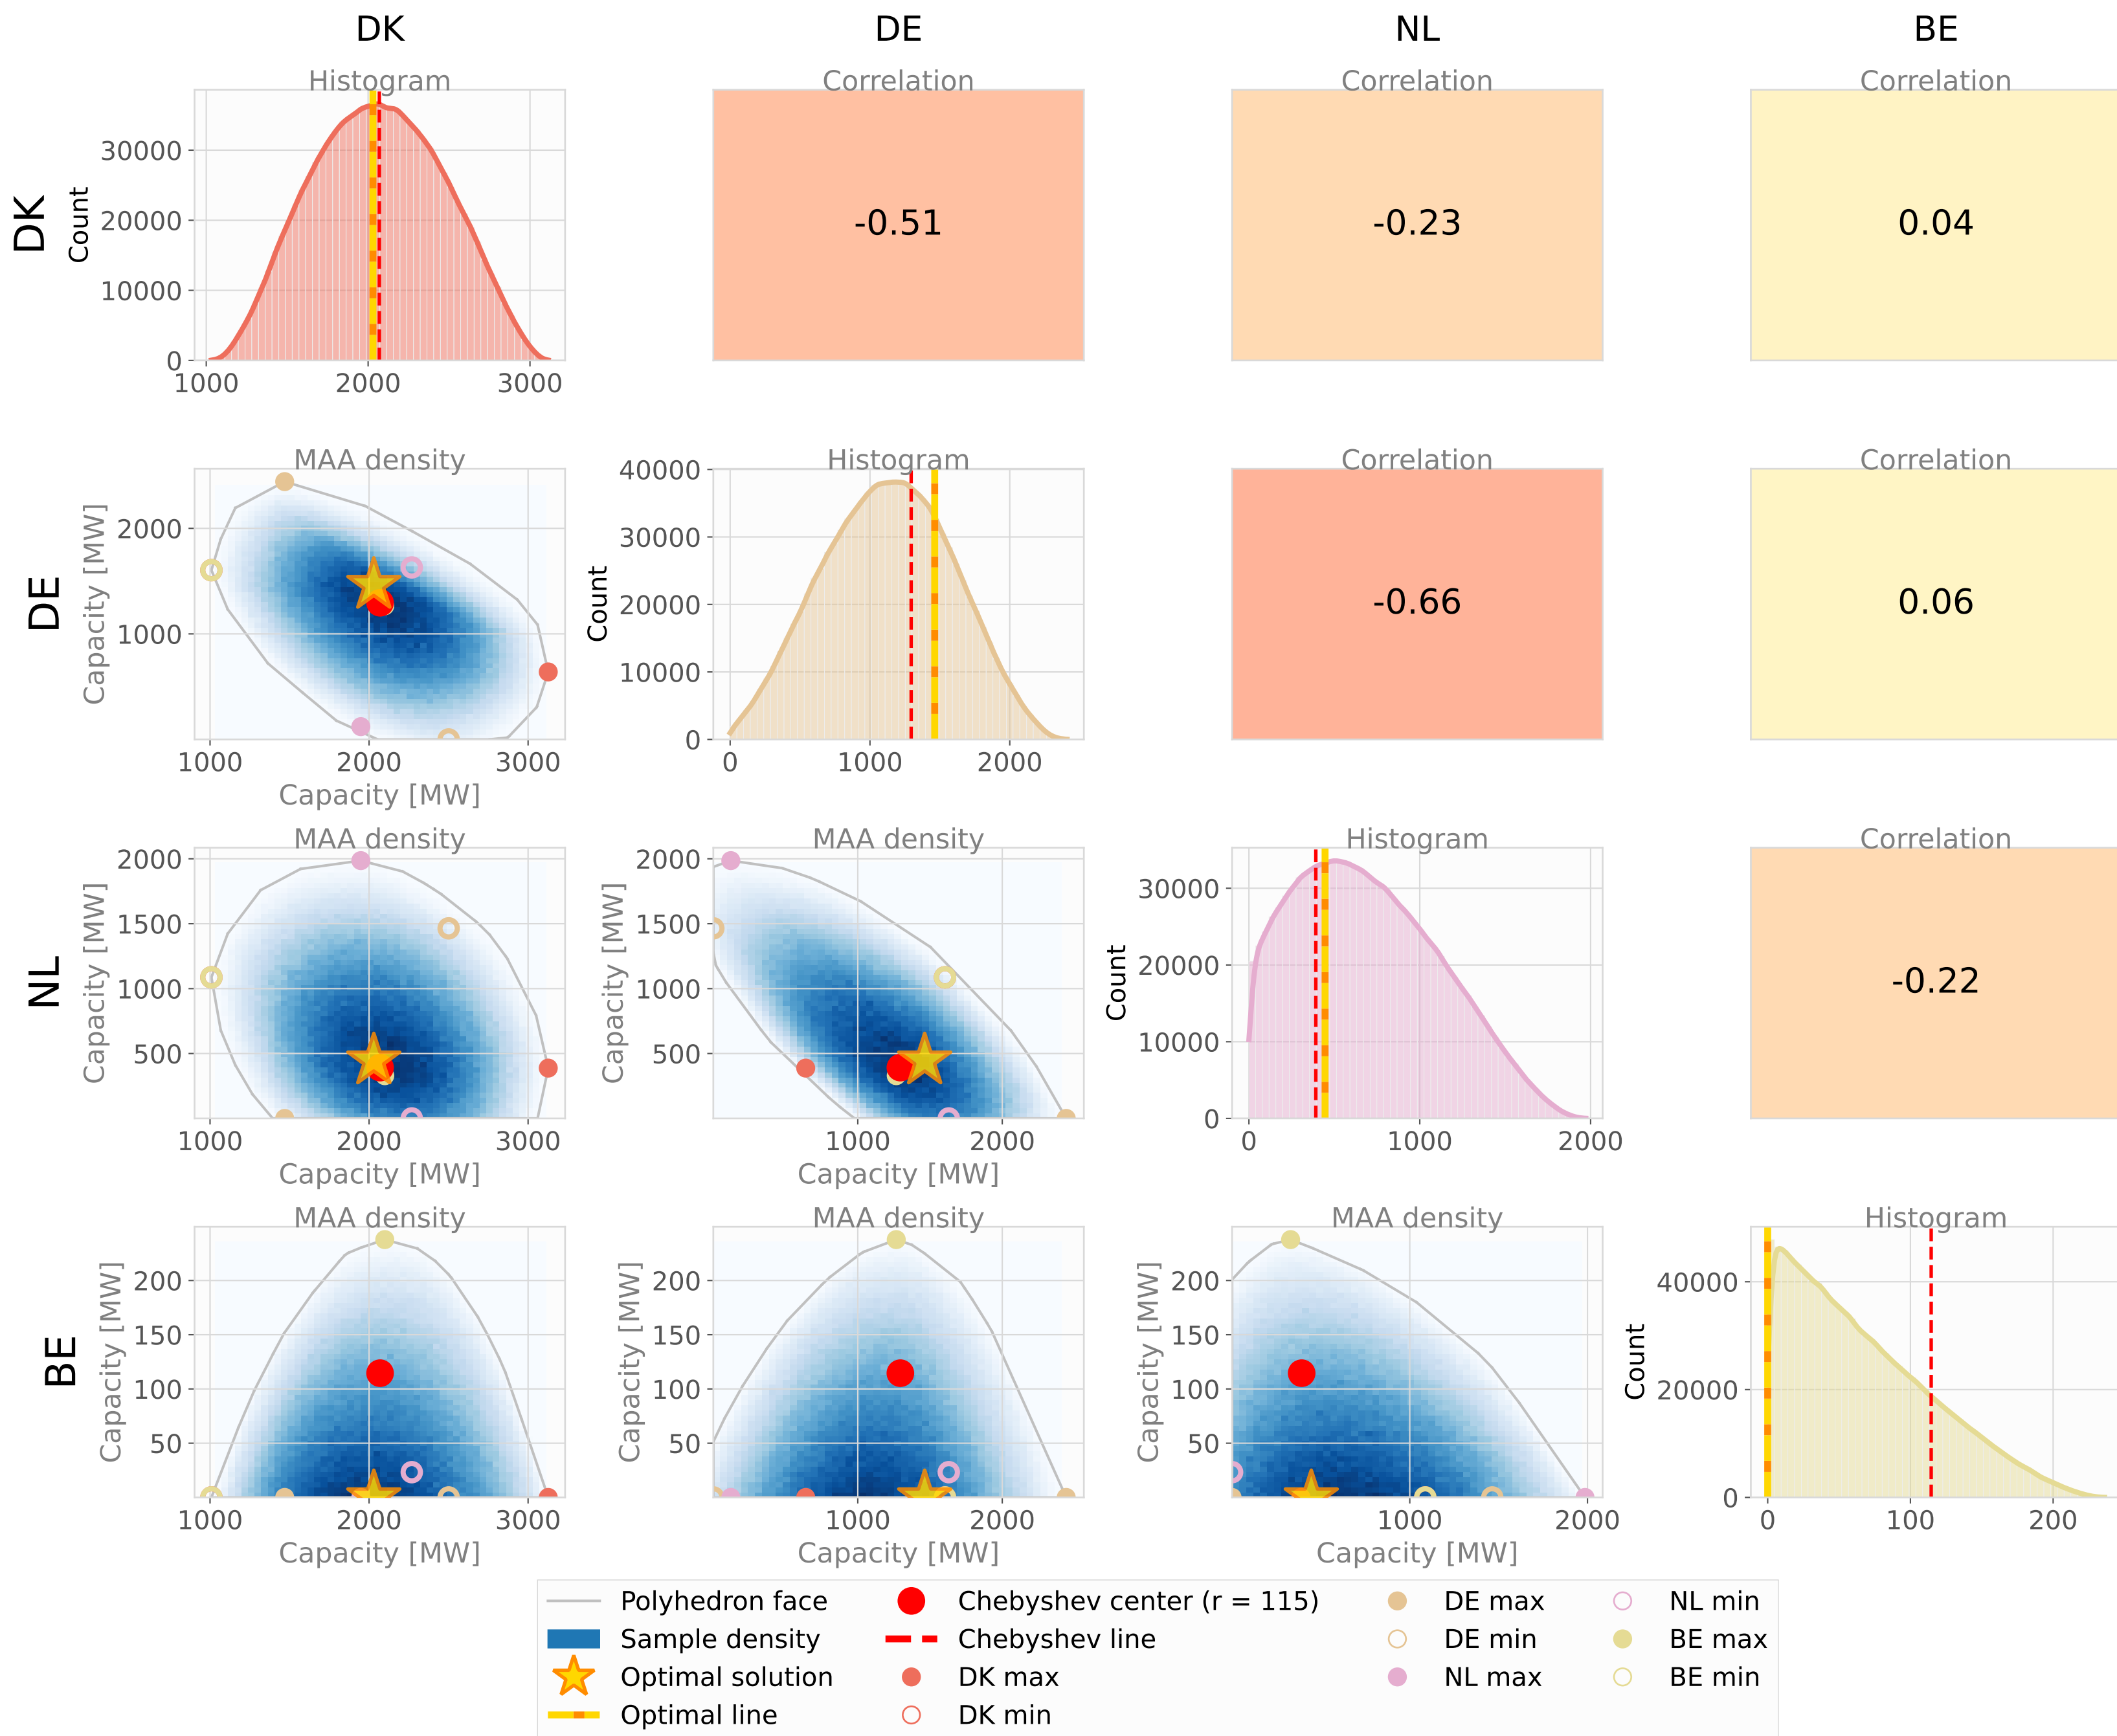 DK DE NL BE
Histogram Correlation Correlation Correlation
DK
Count
30000
20000
10000
0
1000 2000 3000
-0.51
-0.23
0.04
MAA density Histogram Correlation Correlation
DE
Capacity [MW]
2000
1000
1000 2000 3000
Capacity [MW]
Count
40000
30000
20000
10000
0
0 1000 2000
-0.66
0.06
MAA density MAA density Histogram Correlation
NL
Capacity [MW]
2000
1500
1000
500
1000 2000 3000
Capacity [MW]
Capacity [MW]
2000
1500
1000
500
1000 2000
Capacity [MW]
Count
30000
20000
10000
0
0 1000 2000
-0.22
MAA density MAA density MAA density Histogram
BE
Capacity [MW]
200
150
100
50
1000 2000 3000
Capacity [MW]
Capacity [MW]
200
150
100
50
1000 2000
Capacity [MW]
Capacity [MW]
200
150
100
50
1000 2000
Capacity [MW]
Count
40000
20000
0
0 100 200
Polyhedron face
Sample density
Optimal solution
Optimal line
Chebyshev center (r = 115)
Chebyshev line
DK max
DK min
DE max
DE min
NL max
NL min
BE max
BE min